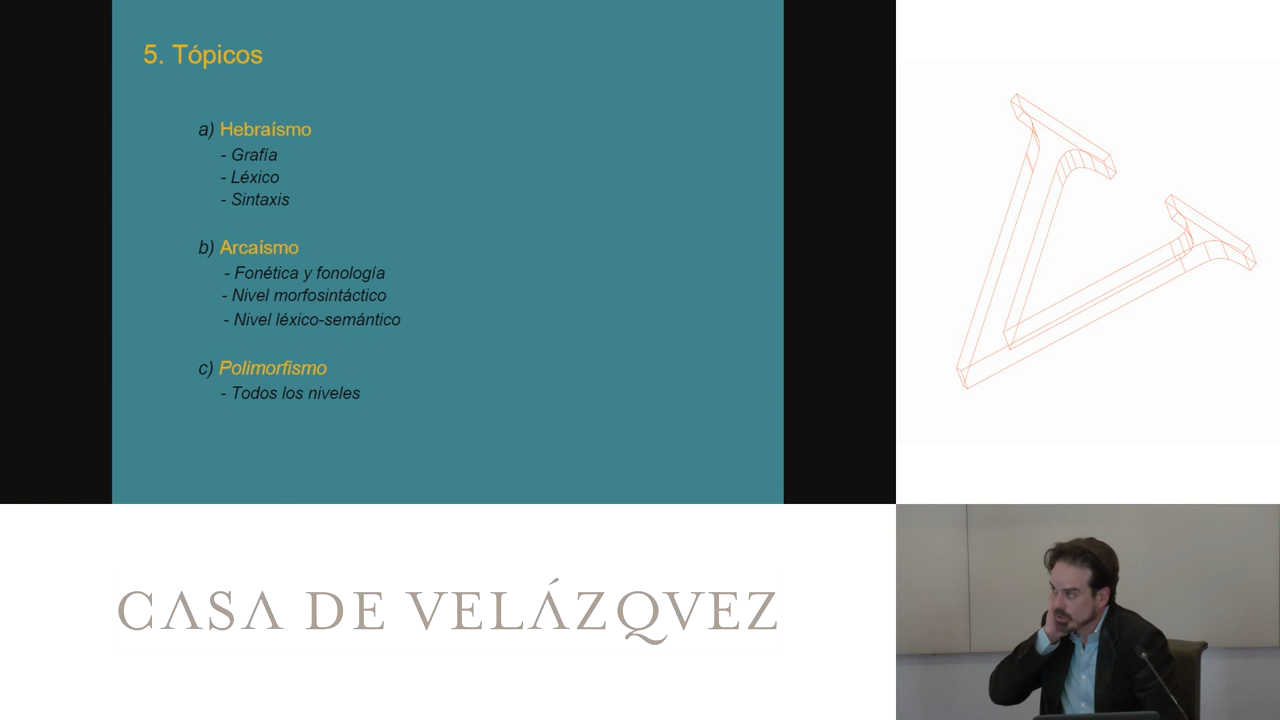 5. Tópicos
a) Hebraísmo
- Grafía
- Léxico
- Sintaxis
b) Arcaísmo
- Fonética y fonología
- Nivel morfosintáctico
- Nivel léxico-semántico
c) Polimorfismo
- Todos los niveles
CASA DE VELÁZQVEZ